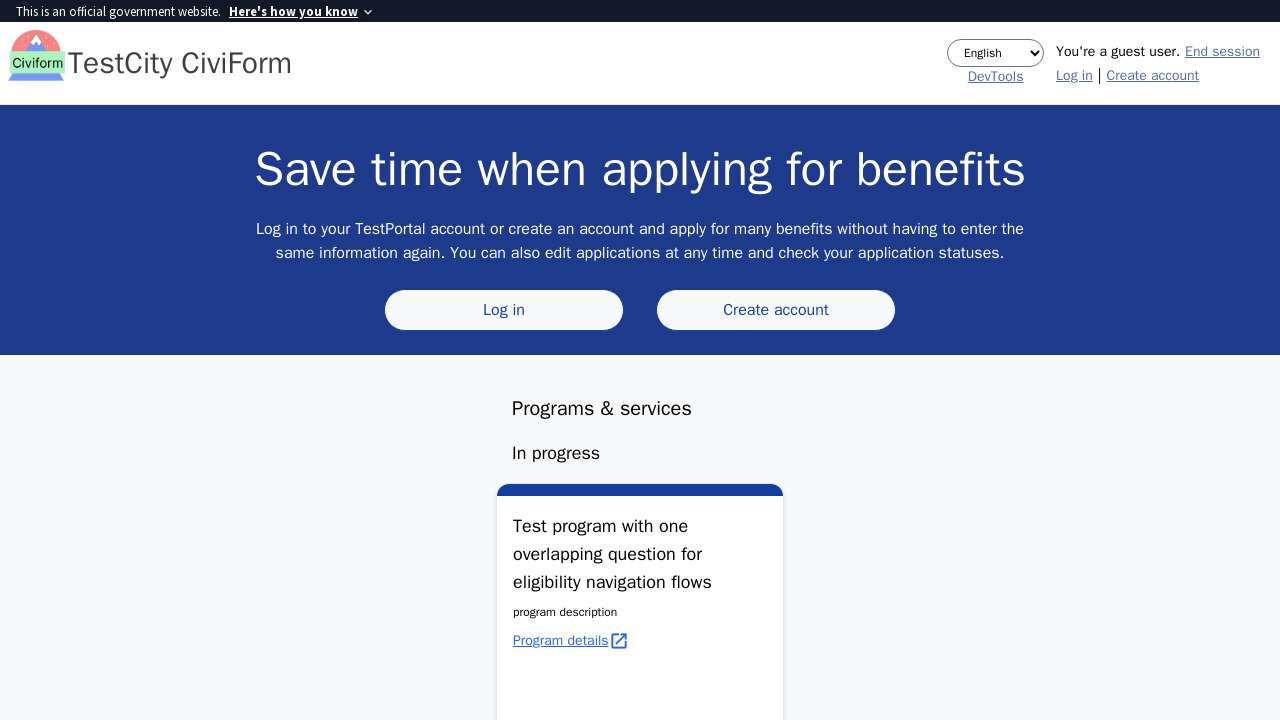 This is an official government website. Here's how you know
Civiform
TestCity CiviForm
English
DevTools
You're a guest user. End session
Log in | Create account
Save time when applying for benefits
Log in to your TestPortal account or create an account and apply for many benefits without having to enter the
same information again. You can also edit applications at any time and check your application statuses.
Log in
Create account
Programs & services
In progress
Test program with one
overlapping question for
eligibility navigation flows
program description
Program details